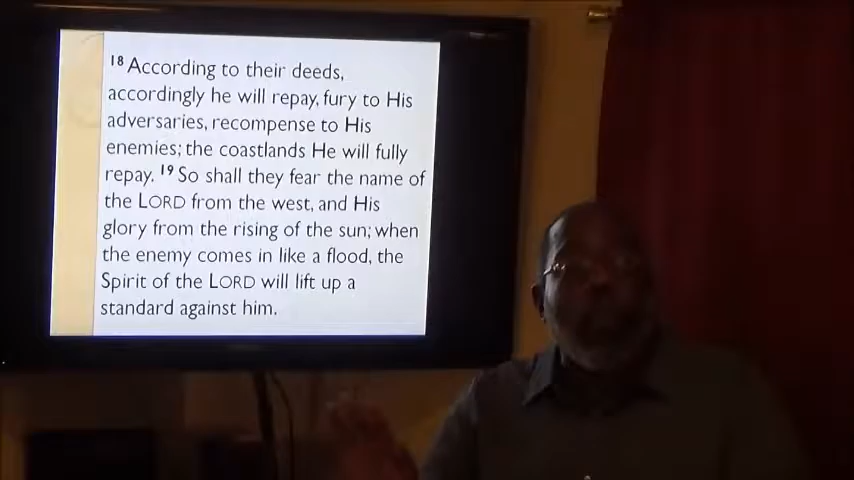 18 According to their deeds,
accordingly he will repay, fury to His
adversaries, recompense to His
enemies; the coastlands He will fully
repay. 19 So shall they fear the name of
the LORD from the west, and His
glory from the rising of the sun; when
the enemy comes in like a flood, the
Spirit of the LORD will lift up a
standard against him.